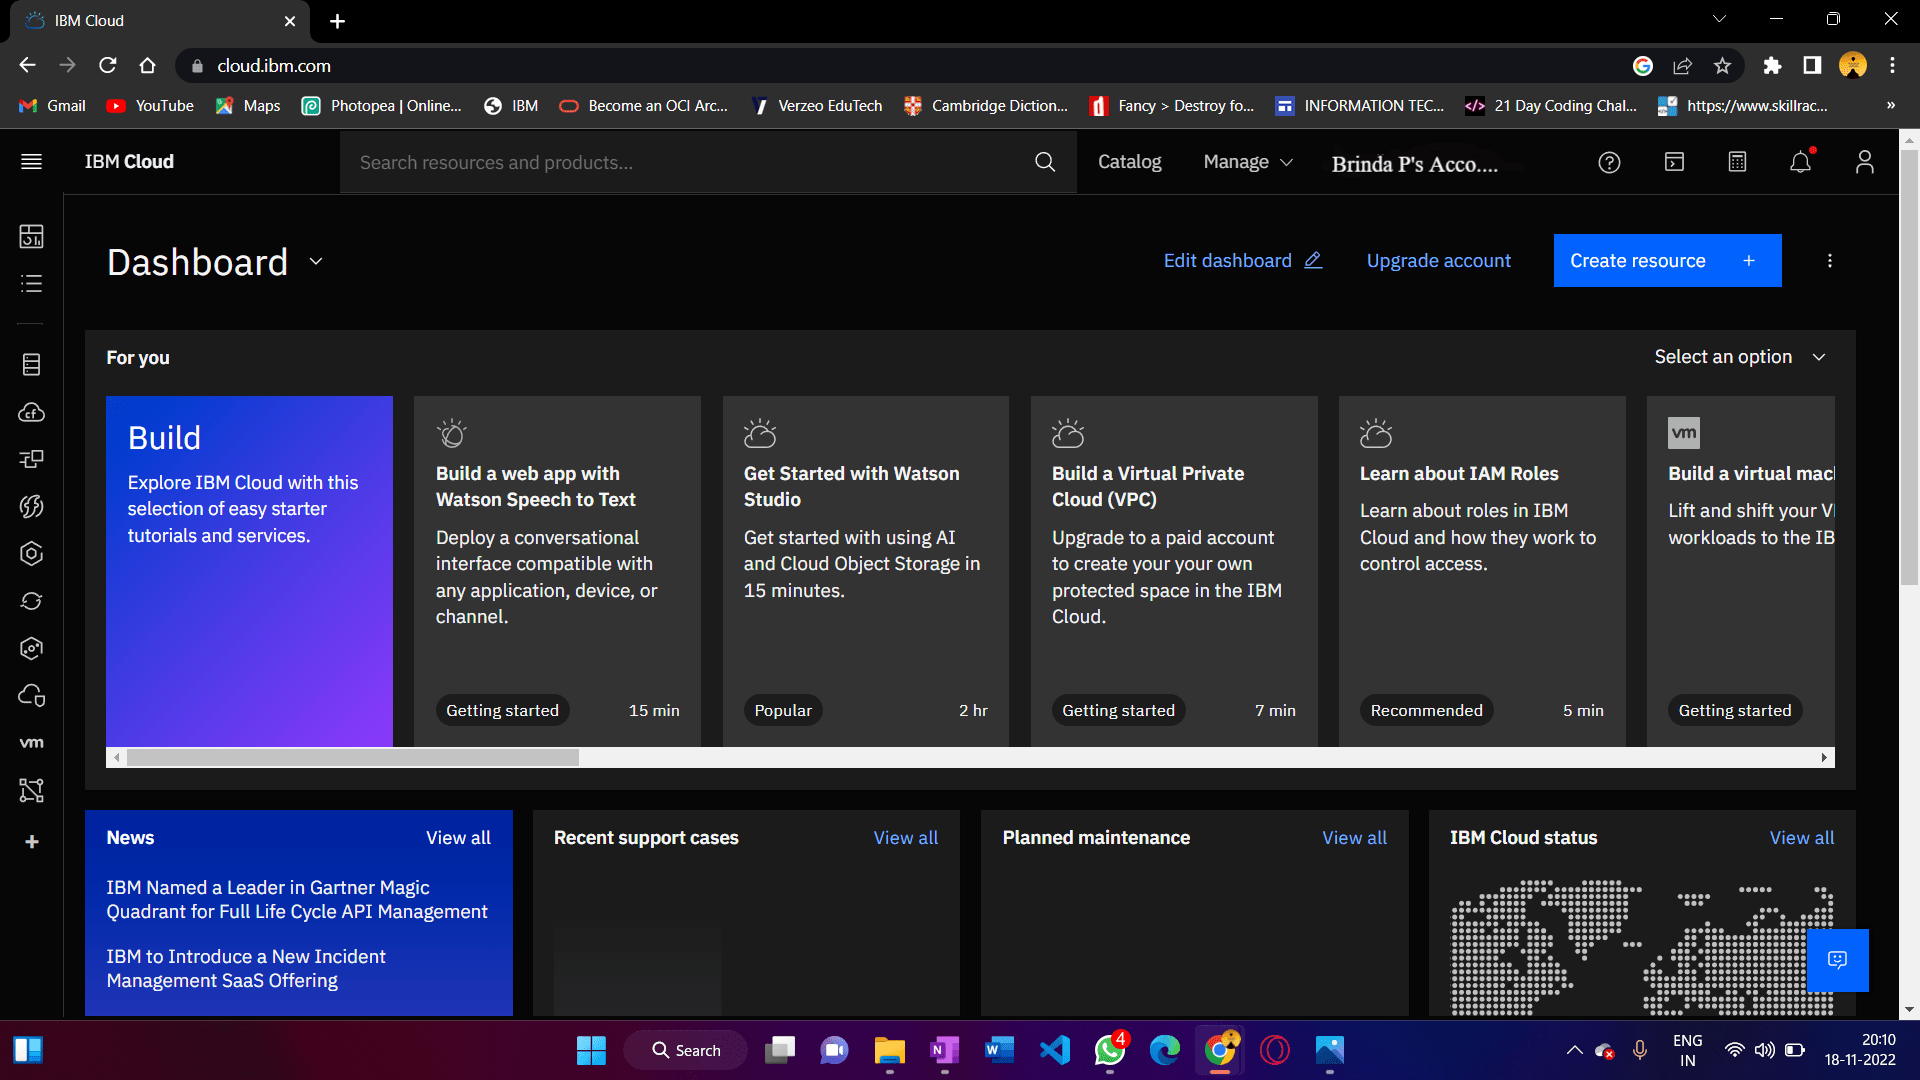 IBM Cloud
cloud.ibm.com
Gmail
YouTube
Maps
Photopea | Online...
IBM
Become an OCI Arc...
Verzeo EduTech
Cambridge Diction...
Fancy > Destroy fo...
INFORMATION TEC...
21 Day Coding Chal...
https://www.skillrac...
»
IBM Cloud
Search resources and products...
Catalog
Manage
Brinda P's Acco....
Dashboard
Edit dashboard
Upgrade account
Create resource +
For you
Select an option
Build
Explore IBM Cloud with this
selection of easy starter
tutorials and services.
Build a web app with
Watson Speech to Text
Deploy a conversational
interface compatible with
any application, device, or
channel.
Getting started
15 min
Get Started with Watson
Studio
Get started with using AI
and Cloud Object Storage in
15 minutes.
Popular
2 hr
Build a Virtual Private
Cloud (VPC)
Upgrade to a paid account
to create your your own
protected space in the IBM
Cloud.
Getting started
7 min
Learn about IAM Roles
Learn about roles in IBM
Cloud and how they work to
control access.
Recommended
5 min
vm
Build a virtual mac
Lift and shift your V
workloads to the IB
Getting started
cf
vm
News
View all
IBM Named a Leader in Gartner Magic
Quadrant for Full Life Cycle API Management
IBM to Introduce a New Incident
Management SaaS Offering
Recent support cases
View all
Planned maintenance
View all
IBM Cloud status
View all
Search
4
ENG
IN
20:10
18-11-2022